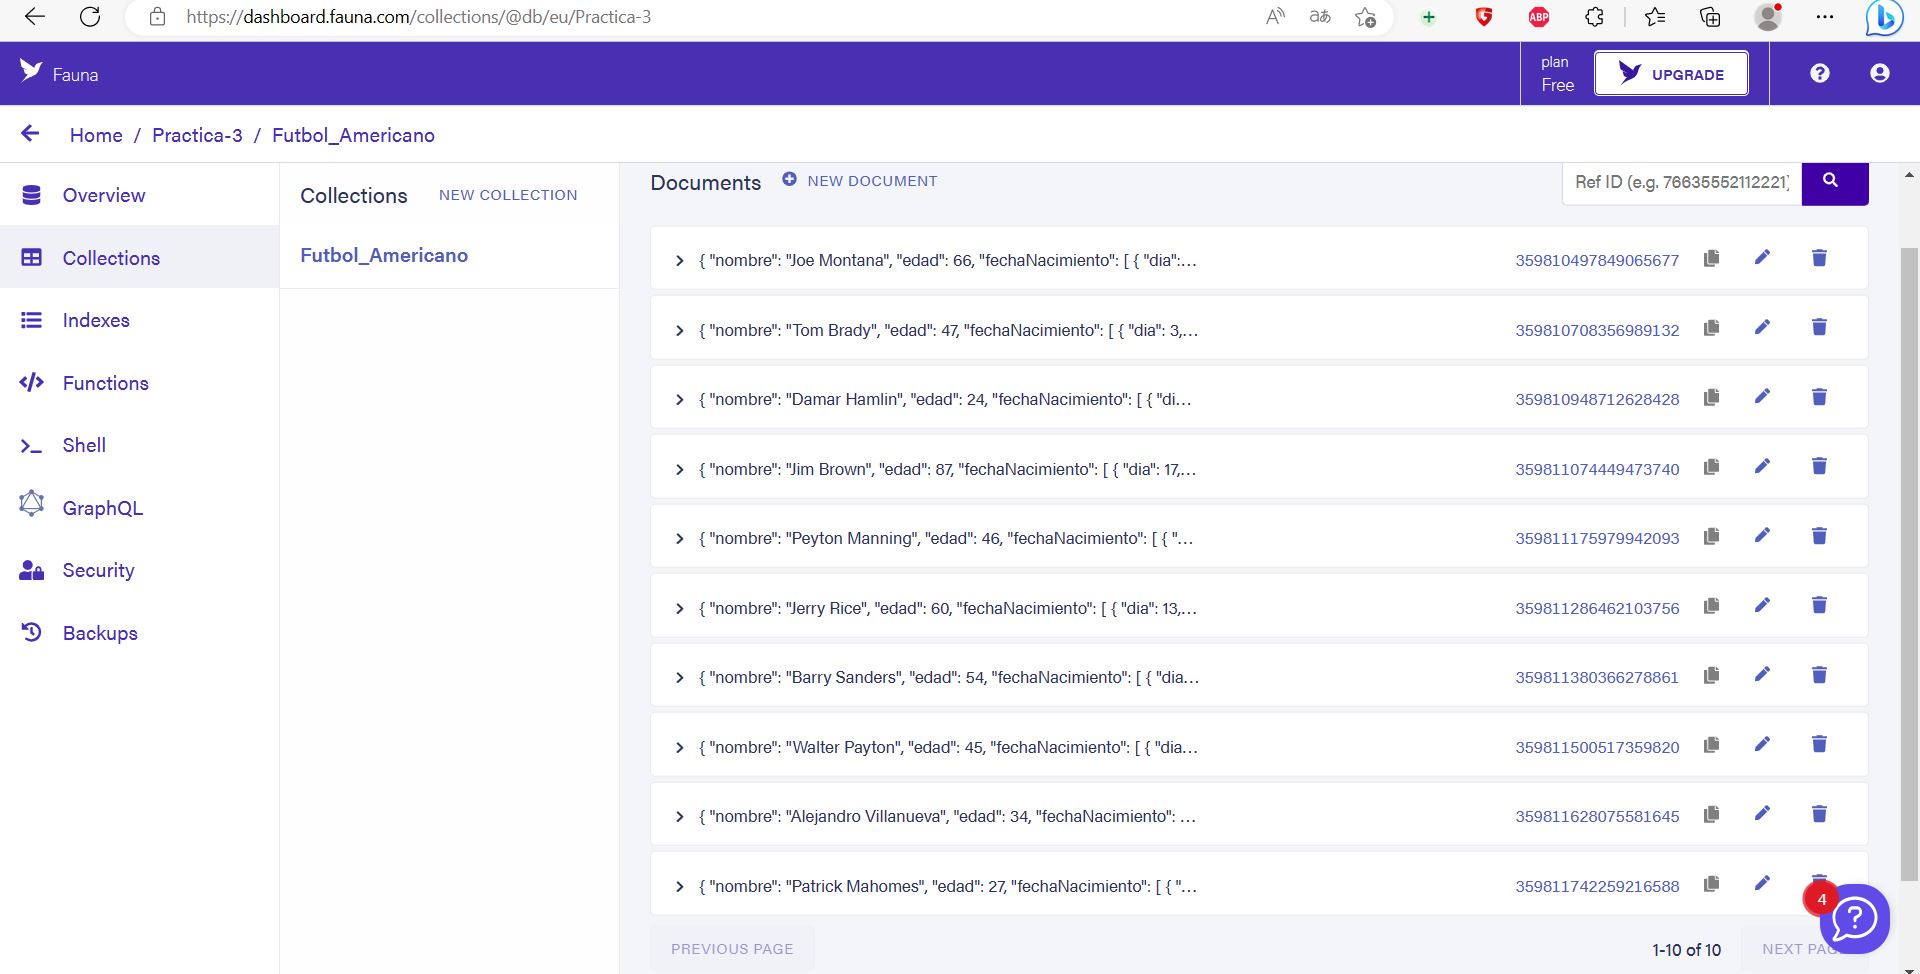 https://dashboard.fauna.com/collections/@db/eu/Practica-3
Fauna
plan
Free
UPGRADE
Home / Practica-3 / Futbol_Americano
Overview
Collections
Indexes
Functions
Shell
GraphQL
Security
Backups
Collections NEW COLLECTION
Futbol_Americano
Documents NEW DOCUMENT
Ref ID (e.g. 76635552112221)
{ "nombre": "Joe Montana", "edad": 66, "fechaNacimiento": [ { "dia":... 359810497849065677
{ "nombre": "Tom Brady", "edad": 47, "fechaNacimiento": [ { "dia": 3,... 359810708356989132
{ "nombre": "Damar Hamlin", "edad": 24, "fechaNacimiento": [ { "di... 359810948712628428
{ "nombre": "Jim Brown", "edad": 87, "fechaNacimiento": [ { "dia": 17,... 359811074449473740
{ "nombre": "Peyton Manning", "edad": 46, "fechaNacimiento": [ { "... 359811175979942093
{ "nombre": "Jerry Rice", "edad": 60, "fechaNacimiento": [ { "dia": 13,... 359811286462103756
{ "nombre": "Barry Sanders", "edad": 54, "fechaNacimiento": [ { "dia... 359811380366278861
{ "nombre": "Walter Payton", "edad": 45, "fechaNacimiento": [ { "dia... 359811500517359820
{ "nombre": "Alejandro Villanueva", "edad": 34, "fechaNacimiento": ... 359811628075581645
{ "nombre": "Patrick Mahomes", "edad": 27, "fechaNacimiento": [ { "... 359811742259216588
4
PREVIOUS PAGE
1-10 of 10
NEXT PAG